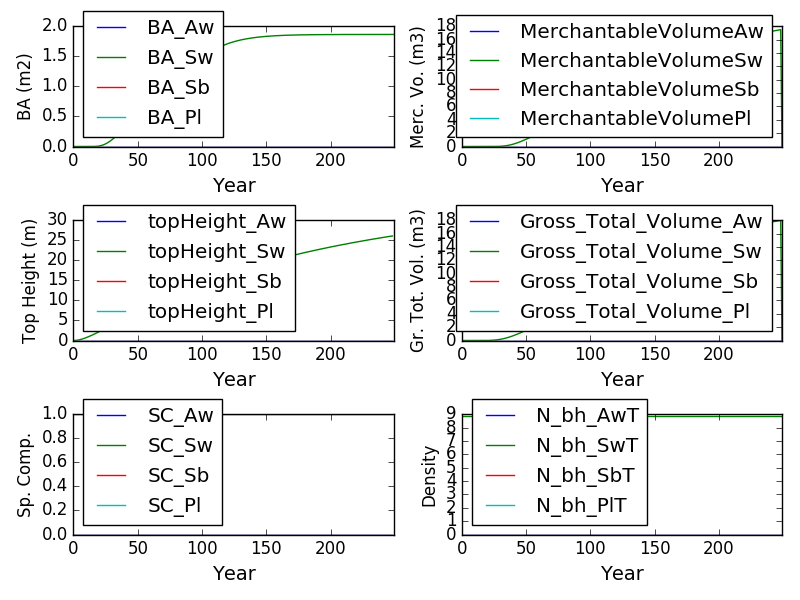 BA (m2)
2.0
1.5
1.0
0.5
0.0
BA_Aw
BA_Sw
BA_Sb
BA_Pl
0 50 100 150 200
Year
Merc. Vo. (m3)
18
16
14
12
10
8
6
4
2
0
MerchantableVolumeAw
MerchantableVolumeSw
MerchantableVolumeSb
MerchantableVolumePl
0 50 100 150 200
Year
Top Height (m)
30
25
20
15
10
5
0
topHeight_Aw
topHeight_Sw
topHeight_Sb
topHeight_Pl
0 50 100 150 200
Year
Gr. Tot. Vol. (m3)
18
16
14
12
10
8
6
4
2
0
Gross_Total_Volume_Aw
Gross_Total_Volume_Sw
Gross_Total_Volume_Sb
Gross_Total_Volume_Pl
0 50 100 150 200
Year
Sp. Comp.
1.0
0.8
0.6
0.4
0.2
0.0
SC_Aw
SC_Sw
SC_Sb
SC_Pl
0 50 100 150 200
Year
Density
9
8
7
6
5
4
3
2
1
0
N_bh_AwT
N_bh_SwT
N_bh_SbT
N_bh_PlT
0 50 100 150 200
Year